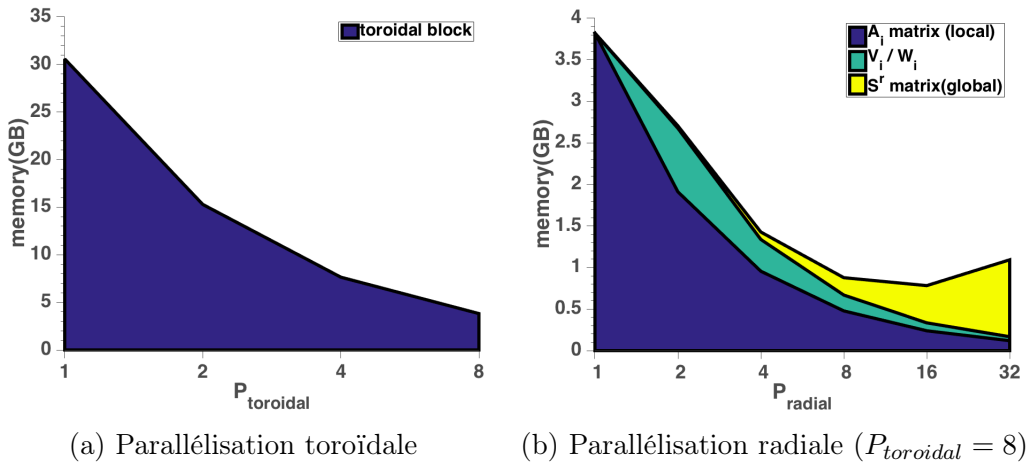 35
30
25
20
15
10
5
0
memory(GB)
1 2 4 8
P_toroidal
toroidal block
(a) Parallélisation toroïdale
4
3.5
3
2.5
2
1.5
1
0.5
0
memory(GB)
1 2 4 8 16 32
P_radial
A_i matrix (local)
V_i / W_i
S^r matrix(global)
(b) Parallélisation radiale (P_toroidal = 8)